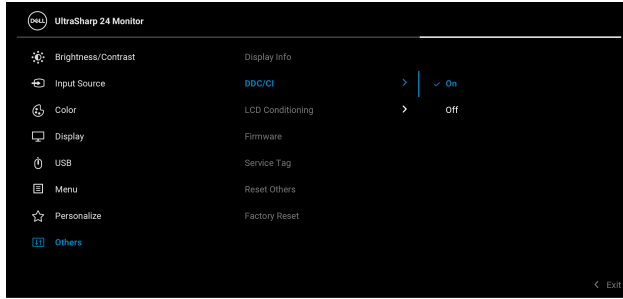 DELL UltraSharp 24 Monitor
Brightness/Contrast Display Info
Input Source DDC/CI On
Color LCD Conditioning Off
Display Firmware
USB Service Tag
Menu Reset Others
Personalize Factory Reset
Others
Exit